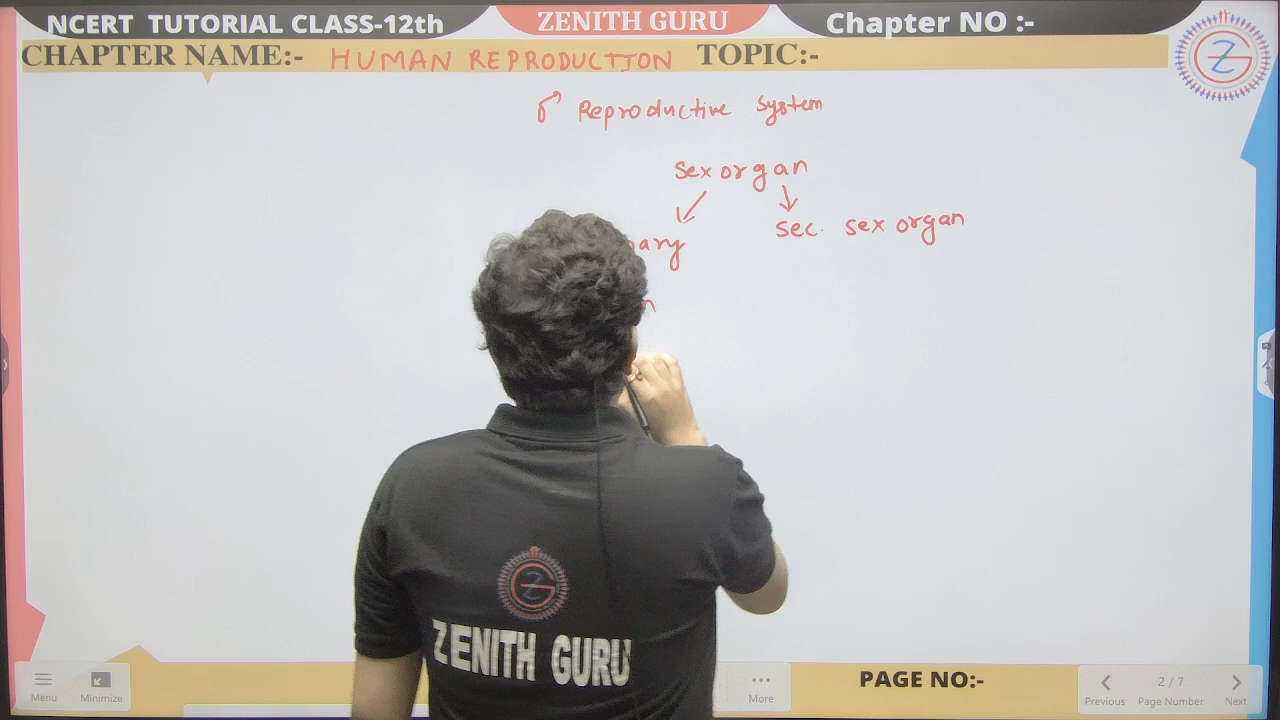 NCERT TUTORIAL CLASS-12th
ZENITH GURU
Chapter NO :-
CHAPTER NAME:- HUMAN REPRODUCTION TOPIC:-
♂ Reproductive System
sex organ
sec. sex organ
ZG
ZENITH GURU
Menu
Minimize
More
PAGE NO:-
Previous
2 / 7
Page Number
Next